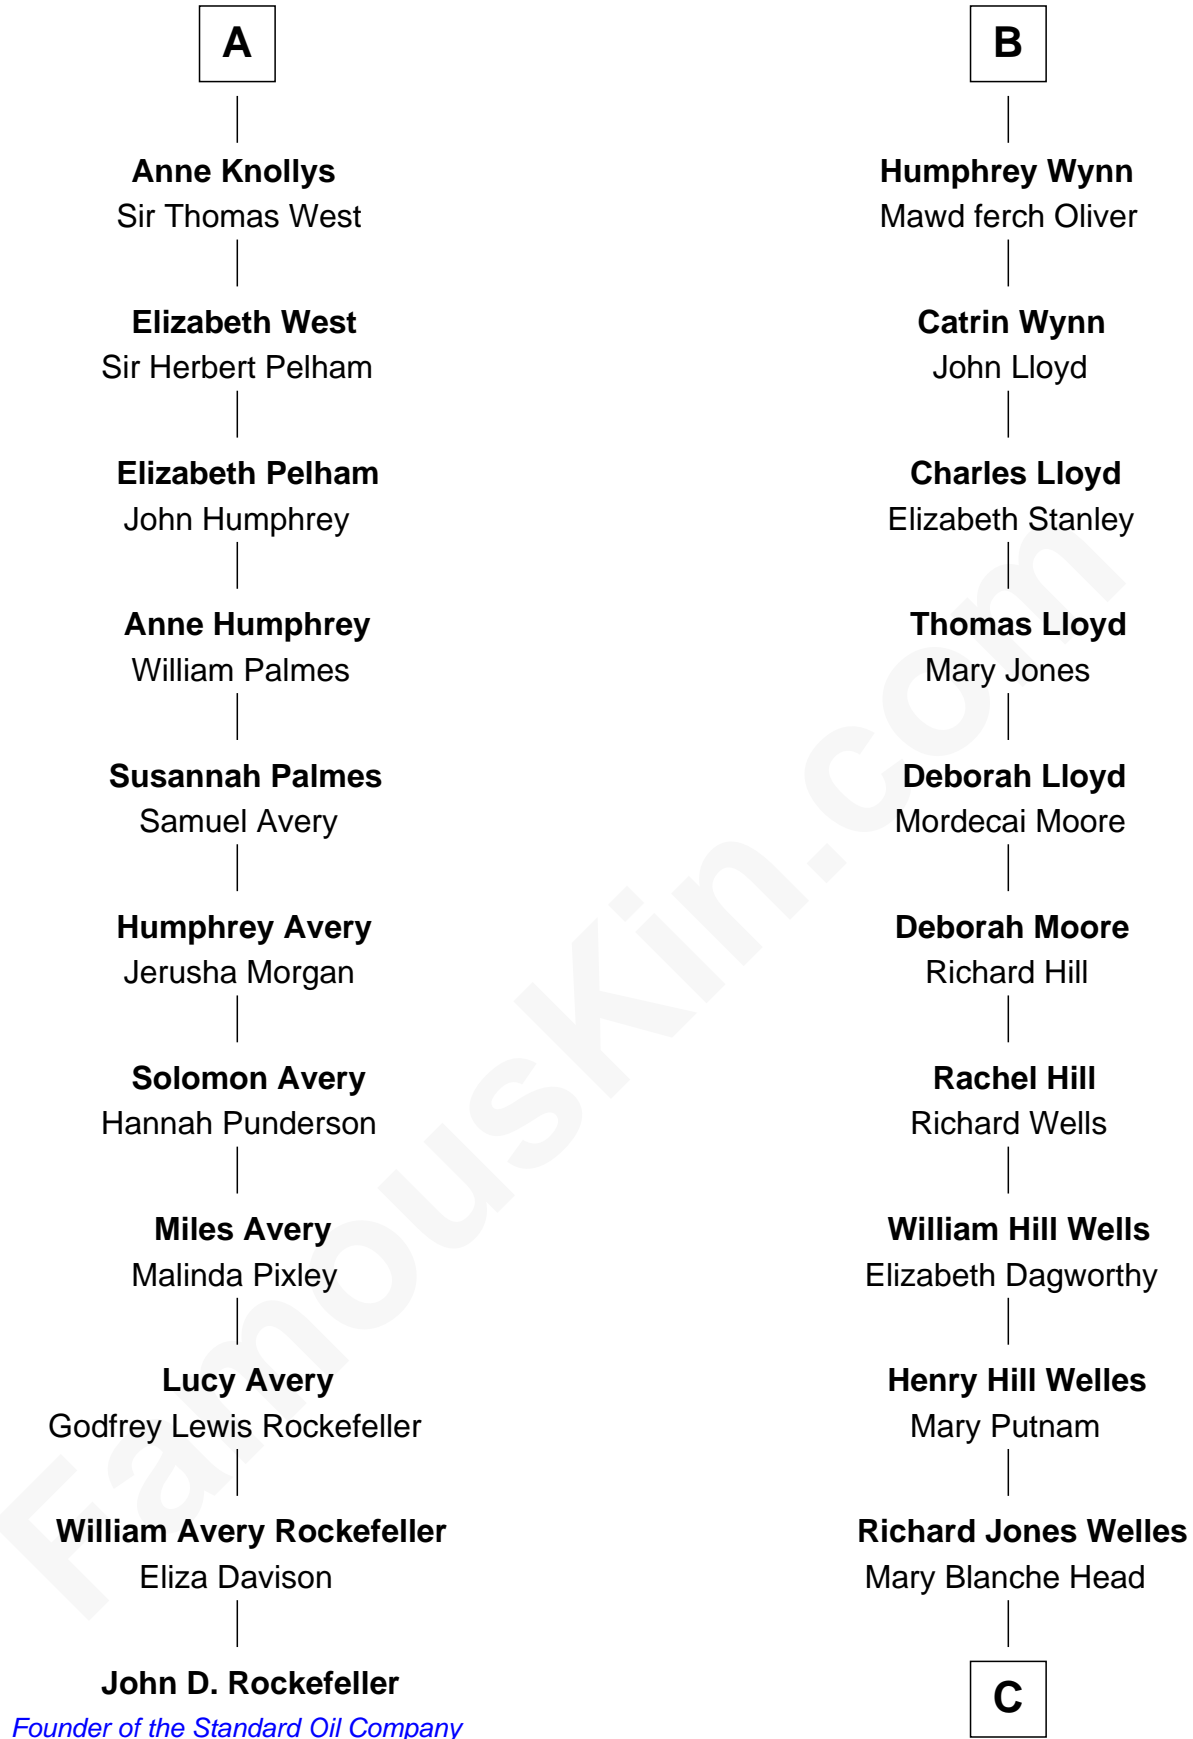 A
Anne Knollys
Sir Thomas West
Elizabeth West
Sir Herbert Pelham
Elizabeth Pelham
John Humphrey
Anne Humphrey
William Palmes
Susannah Palmes
Samuel Avery
Humphrey Avery
Jerusha Morgan
Solomon Avery
Hannah Punderson
Miles Avery
Malinda Pixley
Lucy Avery
Godfrey Lewis Rockefeller
William Avery Rockefeller
Eliza Davison
John D. Rockefeller
Founder of the Standard Oil Company
B
Humphrey Wynn
Mawd ferch Oliver
Catrin Wynn
John Lloyd
Charles Lloyd
Elizabeth Stanley
Thomas Lloyd
Mary Jones
Deborah Lloyd
Mordecai Moore
Deborah Moore
Richard Hill
Rachel Hill
Richard Wells
William Hill Wells
Elizabeth Dagworthy
Henry Hill Welles
Mary Putnam
Richard Jones Welles
Mary Blanche Head
C
FamousKin.com